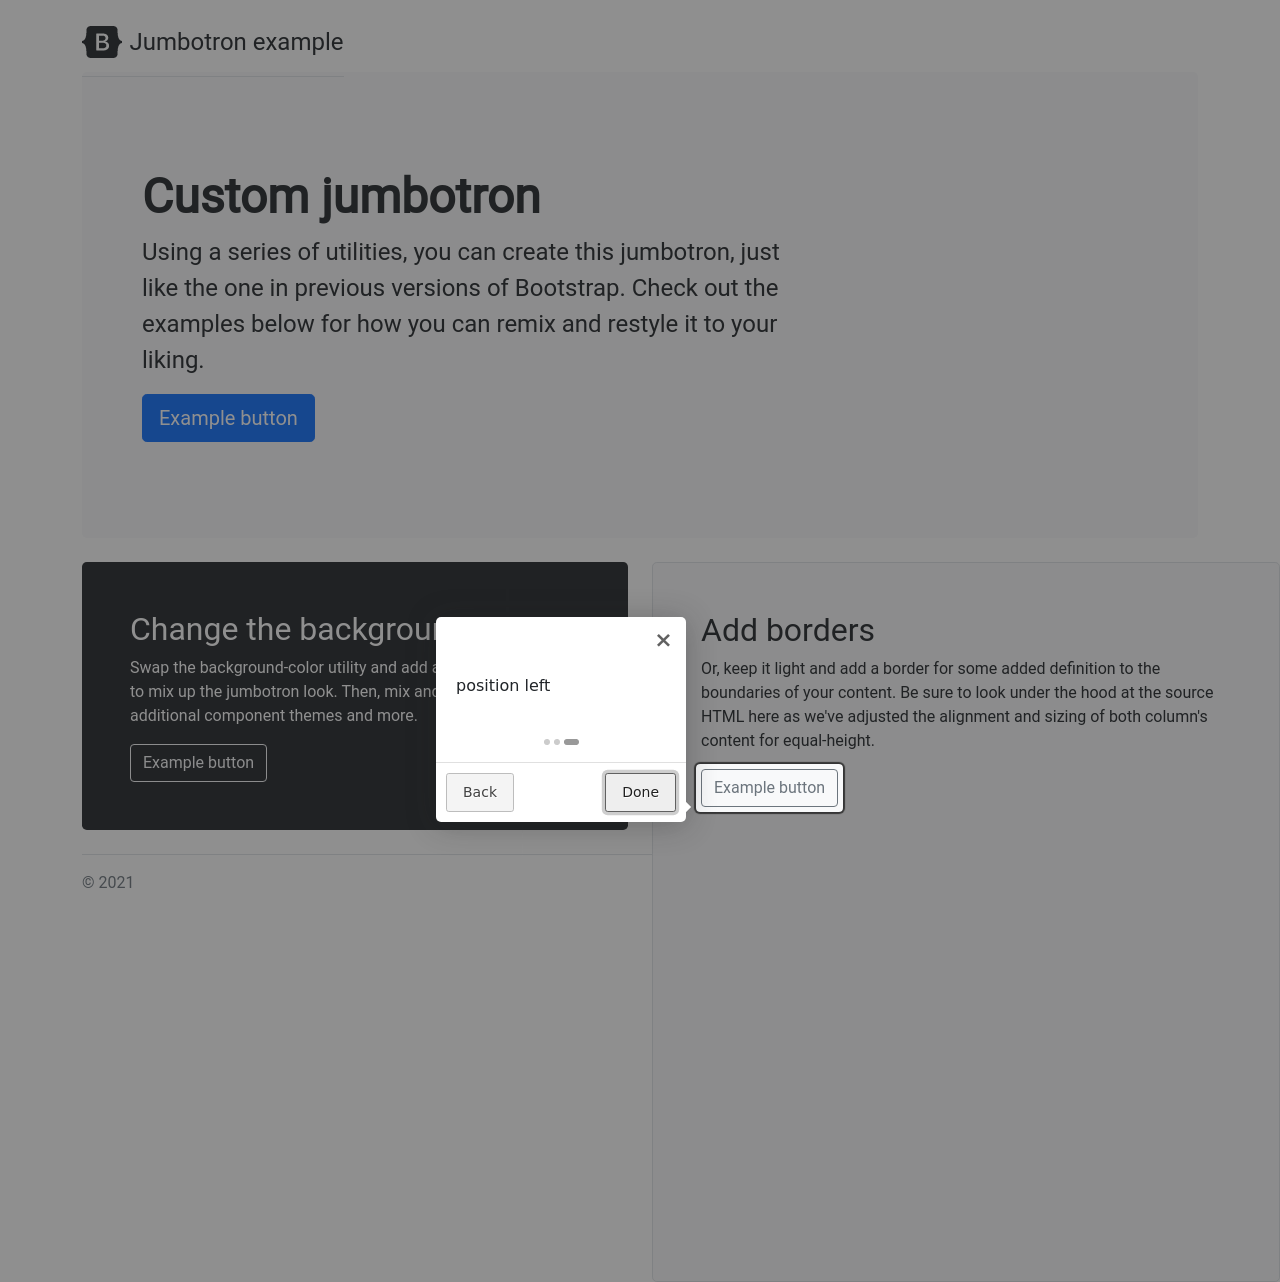 B Jumbotron example
Custom jumbotron
Using a series of utilities, you can create this jumbotron, just
like the one in previous versions of Bootstrap. Check out the
examples below for how you can remix and restyle it to your
liking.
Example button
Change the backgrou
Swap the background-color utility and add
to mix up the jumbotron look. Then, mix
additional component themes and more.
Example button
×
position left
Back
Done
Add borders
Or, keep it light and add a border for some added definition to the
boundaries of your content. Be sure to look under the hood at the source
HTML here as we've adjusted the alignment and sizing of both column's
content for equal-height.
Example button
© 2021